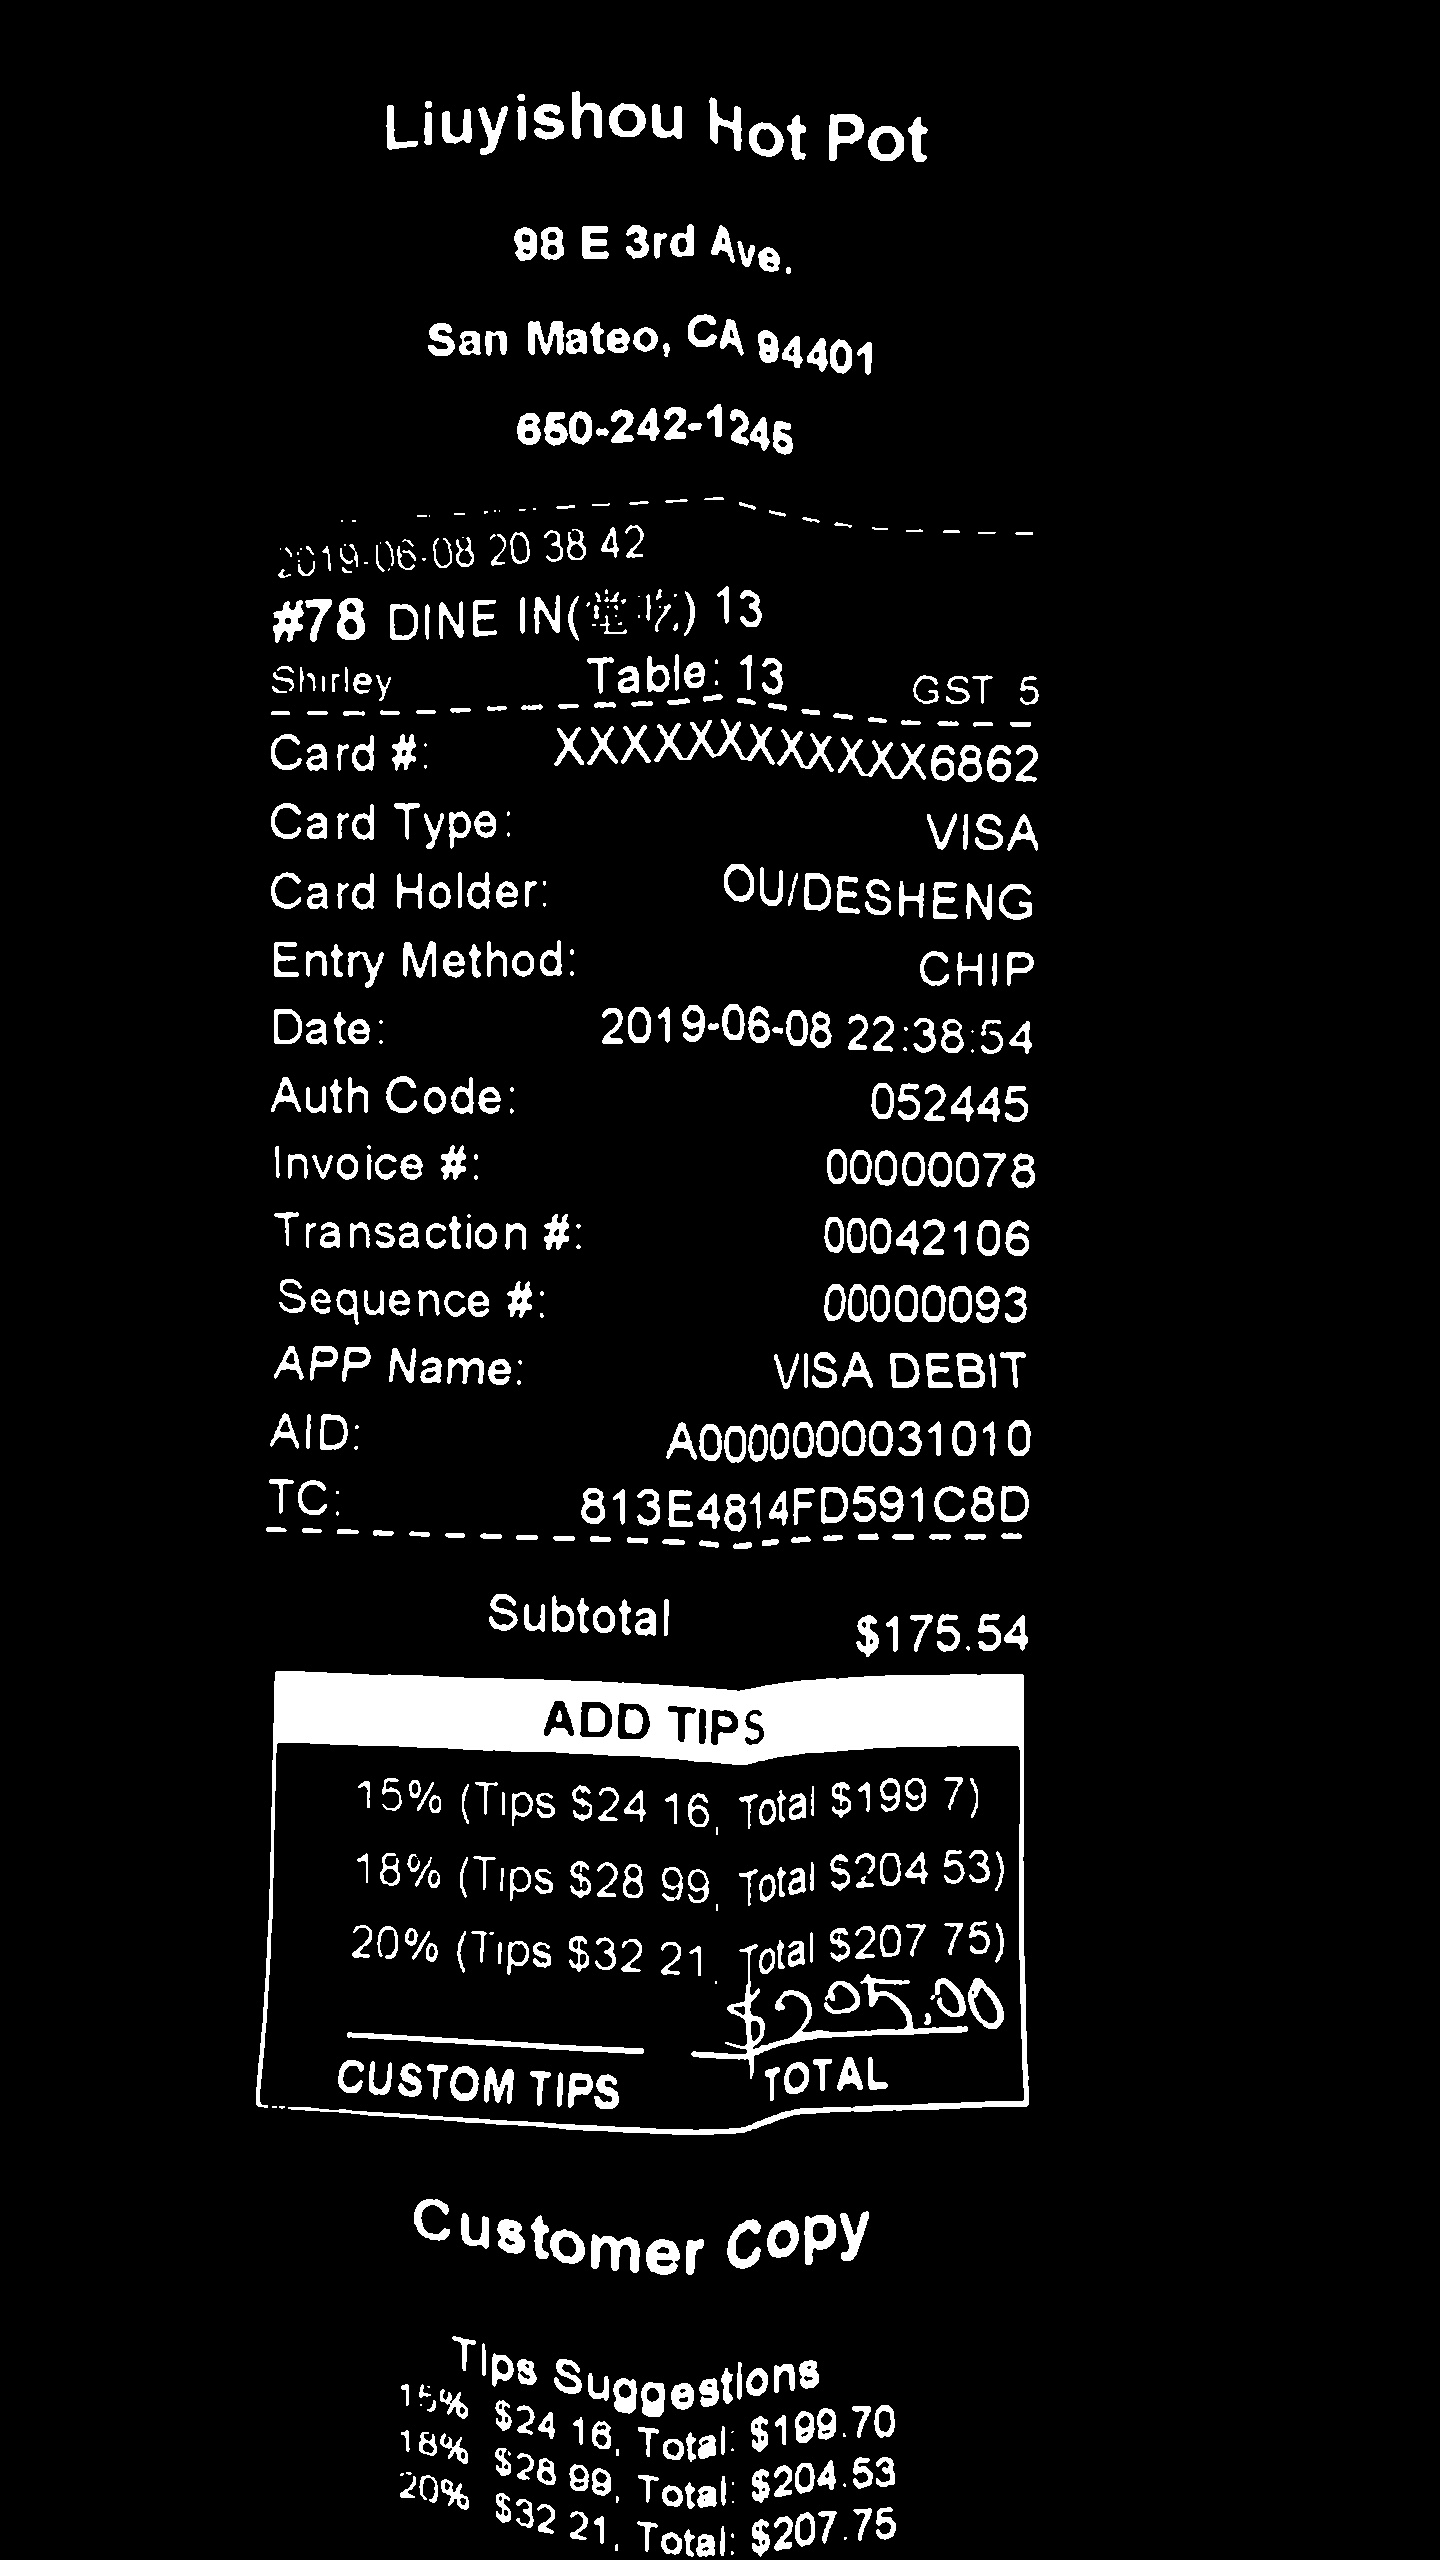 Liuyishou Hot Pot
98 E 3rd Ave.
San Mateo, CA 94401
650-242-1245
2019-06-08 20 38 42
#78 DINE IN( ) 13
Shirley Table: 13 GST 5
Card #: XXXXXXXXXXXX6862
Card Type: VISA
Card Holder: OU/DESHENG
Entry Method: CHIP
Date: 2019-06-08 22:38:54
Auth Code: 052445
Invoice #: 00000078
Transaction #: 00042106
Sequence #: 00000093
APP Name: VISA DEBIT
AID: A0000000031010
TC: 813E4814FD591C8D
Subtotal $175.54
ADD TIPS
15% (Tips $24 16, Total $199 7)
18% (Tips $28 99, Total $204 53)
20% (Tips $32 21, Total $207 75)
$205.00
CUSTOM TIPS TOTAL
Customer Copy
Tips Suggestions
15% $24 16, Total: $199.70
18% $28 99, Total: $204.53
20% $32 21, Total: $207.75